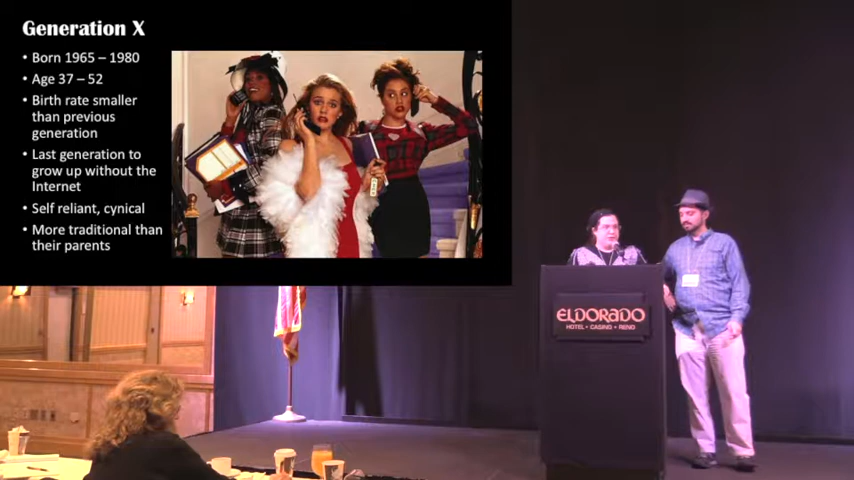 Generation X
• Born 1965 – 1980
• Age 37 – 52
• Birth rate smaller
than previous
generation
• Last generation to
grow up without the
Internet
• Self reliant, cynical
• More traditional than
their parents
ELDORADO
HOTEL • CASINO • RENO